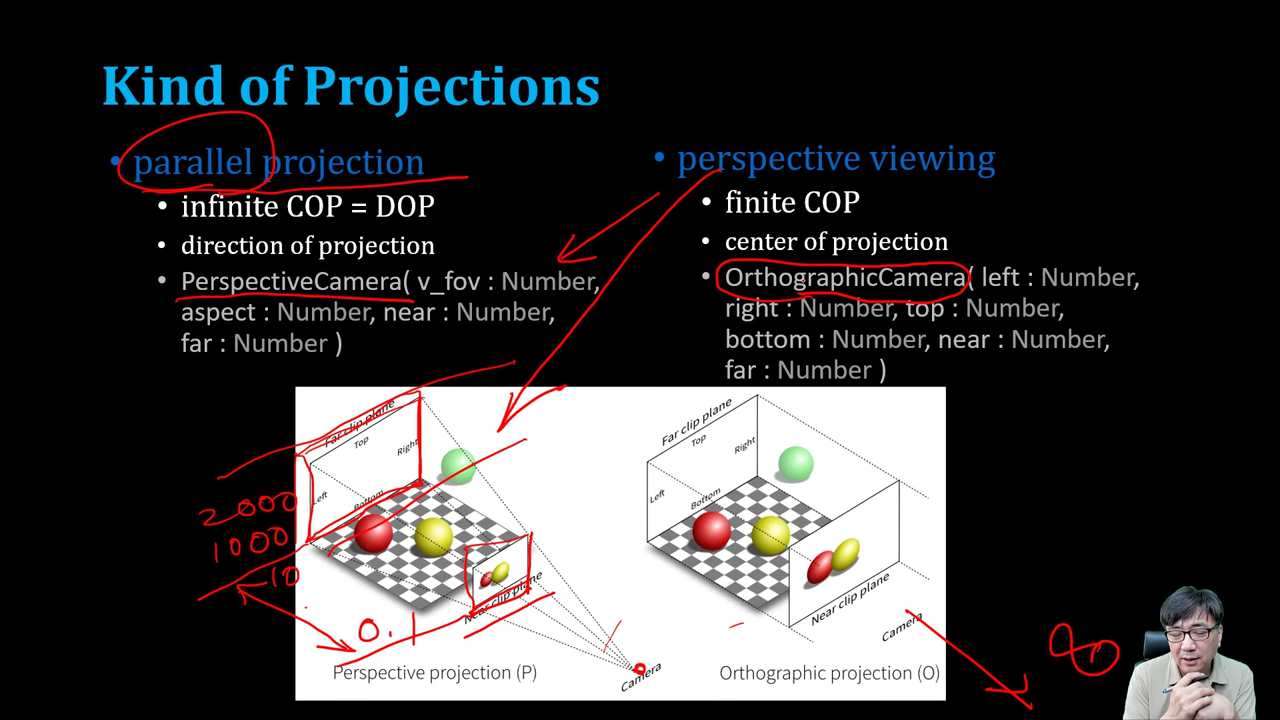 Kind of Projections
• parallel projection
• infinite COP = DOP
• direction of projection
• PerspectiveCamera( v_fov : Number,
aspect : Number, near : Number,
far : Number )
• perspective viewing
• finite COP
• center of projection
• OrthographicCamera( left : Number,
right : Number, top : Number,
bottom : Number, near : Number,
far : Number )
Far clip plane
Top
Right
Left
Bottom
Near clip plane
Camera
Perspective projection (P)
2000
1000
10
0.1
Far clip plane
Top
Right
Left
Bottom
Near clip plane
Camera
Orthographic projection (O)
∞